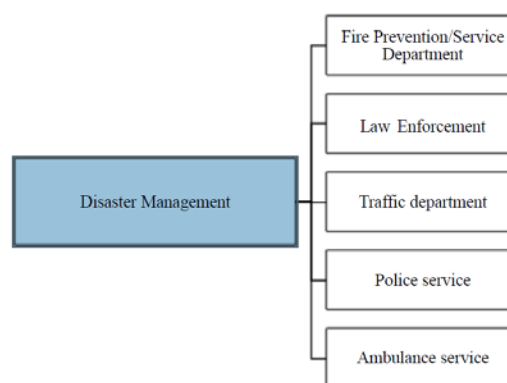 Fire Prevention/Service
Department
Law Enforcement
Disaster Management
Traffic department
Police service
Ambulance service